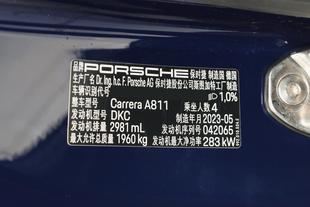 品牌 PORSCHE 保时捷 制造国 德国
生产厂名 Dr. Ing. h.c. F. Porsche AG 保时捷股份公司斯图加特工厂制造
车辆识别代号 1,0%
整车型号 Carrera A811 乘坐人数 4
发动机型号 DKC 制造年月 2023-05
发动机排量 2981 mL 发动机序列号 042065
最大允许总质量 1960 kg 发动机最大净功率 283 kW